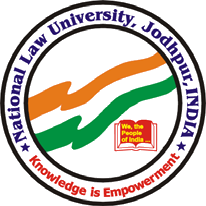 National Law University, Jodhpur, INDIA
We, the
People
of India ...
Knowledge is Empowerment